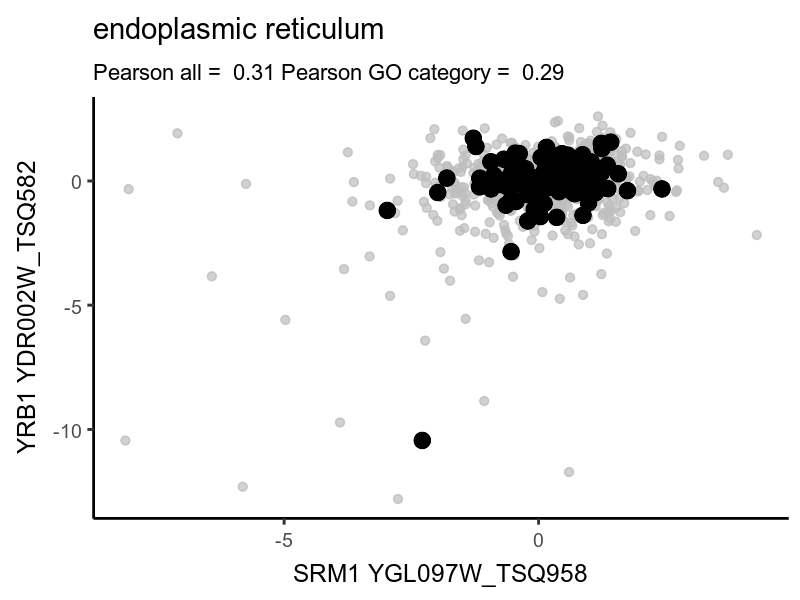 endoplasmic reticulum
Pearson all =  0.31 Pearson GO category =  0.29
YRB1 YDR002W_TSQ582
0
-5
-10
-5
0
SRM1 YGL097W_TSQ958